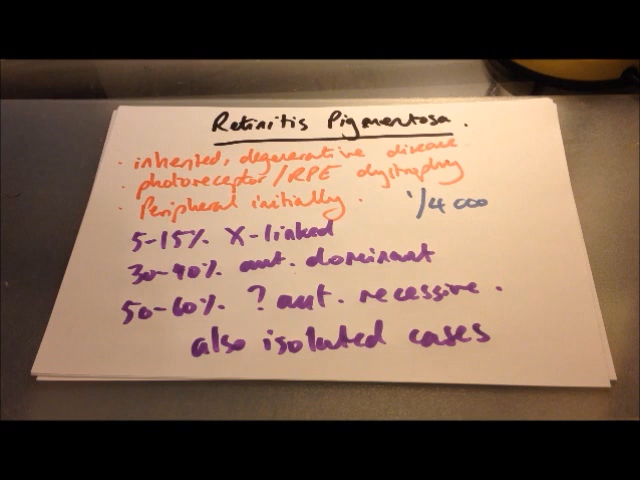 Retinitis Pigmentosa.
· inherited, degenerative disease
· photoreceptor/RPE dystrophy
· Peripheral initially. 1/4000
5-15% X-linked
30-40% aut. dominant
50-60% ? aut. recessive.
also isolated cases